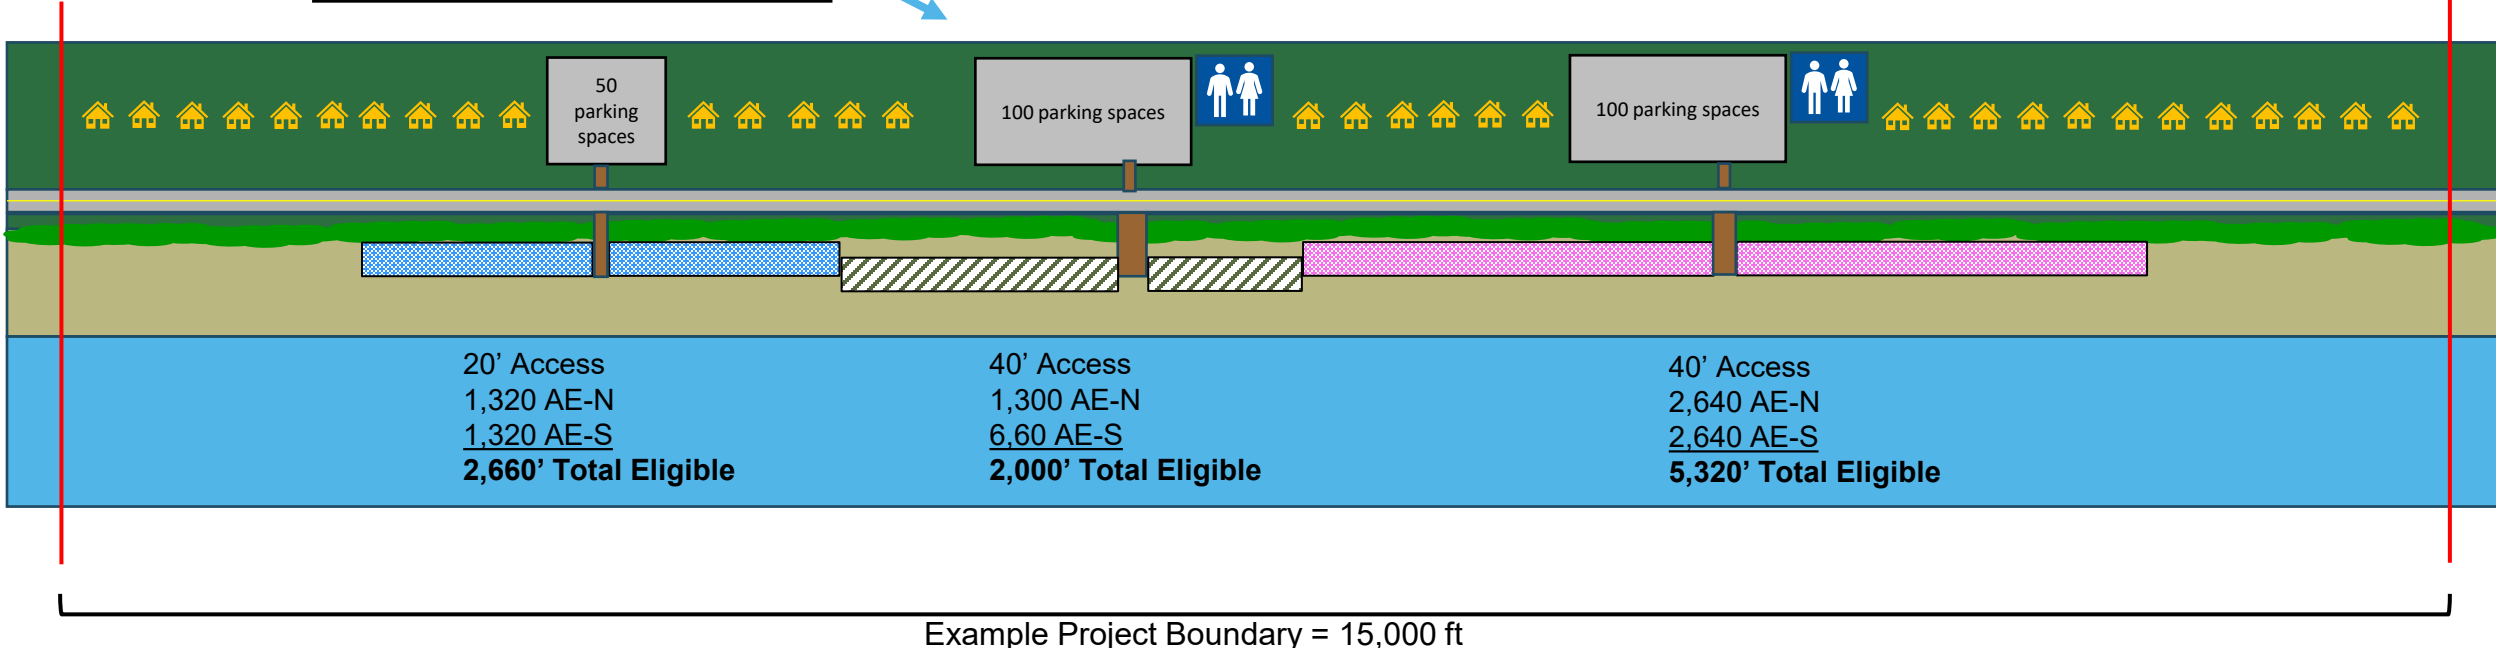 50
parking
spaces
100 parking spaces
100 parking spaces
20’ Access
1,320 AE-N
1,320 AE-S
2,660’ Total Eligible
40’ Access
1,300 AE-N
6,60 AE-S
2,000’ Total Eligible
40’ Access
2,640 AE-N
2,640 AE-S
5,320’ Total Eligible
Example Project Boundary = 15,000 ft